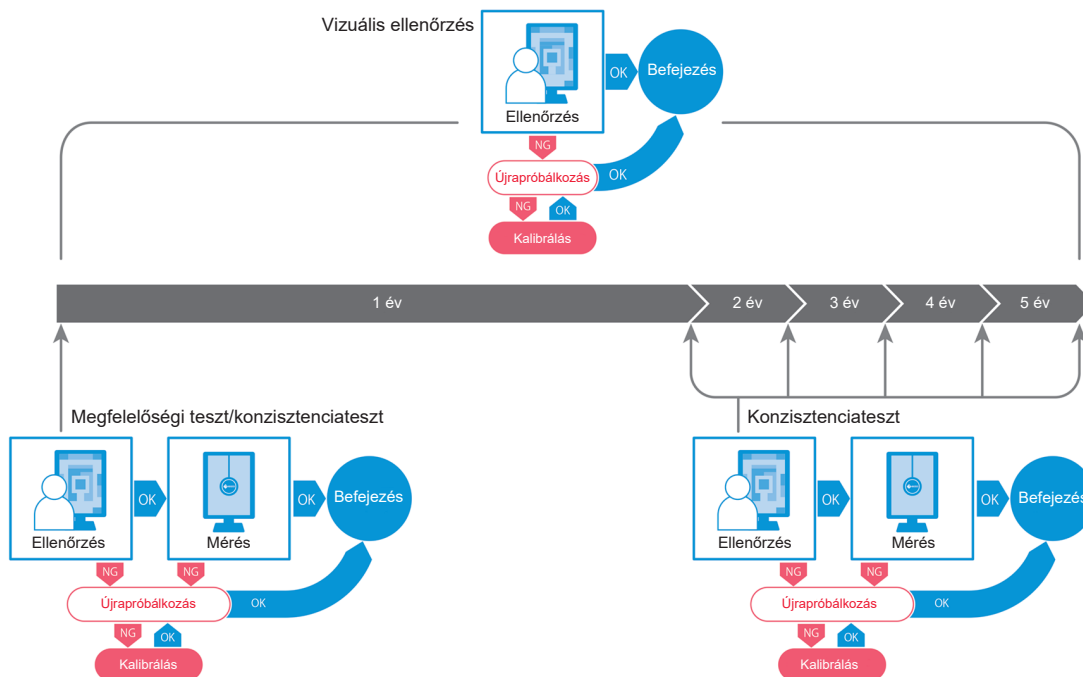 Vizuális ellenőrzés
OK
Befejezés
Ellenőrzés
NG
Újrapróbálkozás
OK
NG
OK
Kalibrálás
1 év
2 év
3 év
4 év
5 év
Megfelelőségi teszt/konzisztenciateszt
OK
OK
Befejezés
Ellenőrzés
Mérés
NG
NG
Újrapróbálkozás
OK
NG
OK
Kalibrálás
Konzisztenciateszt
OK
OK
Befejezés
Ellenőrzés
Mérés
NG
NG
Újrapróbálkozás
OK
NG
OK
Kalibrálás